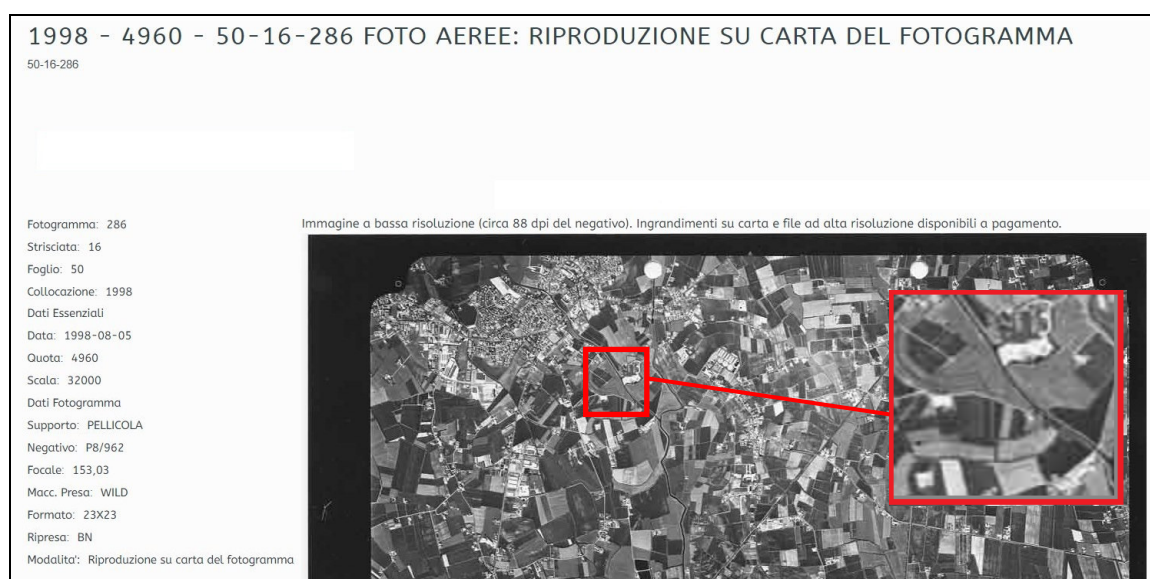 1998 - 4960 - 50-16-286 FOTO AEREE: RIPRODUZIONE SU CARTA DEL FOTOGRAMMA
50-16-286
Fotogramma: 286
Strisciata: 16
Foglio: 50
Collocazione: 1998
Dati Essenziali
Data: 1998-08-05
Quota: 4960
Scala: 32000
Dati Fotogramma
Supporto: PELLICOLA
Negativo: P8/962
Focale: 153,03
Macc. Presa: WILD
Formato: 23X23
Ripresa: BN
Modalita': Riproduzione su carta del fotogramma
Immagine a bassa risoluzione (circa 88 dpi del negativo). Ingrandimenti su carta e file ad alta risoluzione disponibili a pagamento.